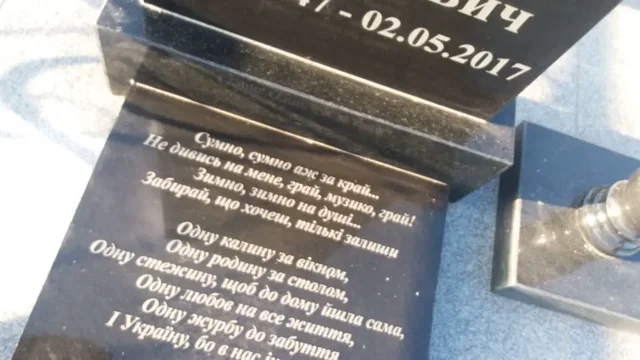 ВИЧ
47 - 02.05.2017
Сумно, сумно аж за край...
Не дивись на мене, грай, музико, грай!
Зимно, зимно на душі...
Забирай, що хочеш, тількі залиши
Одну калину за вікном,
Одну родину за столом,
Одну стежину, щоб до дому йшла сама,
Одну любов на все життя,
Одну журбу до забуття
І Україну, бо в нас